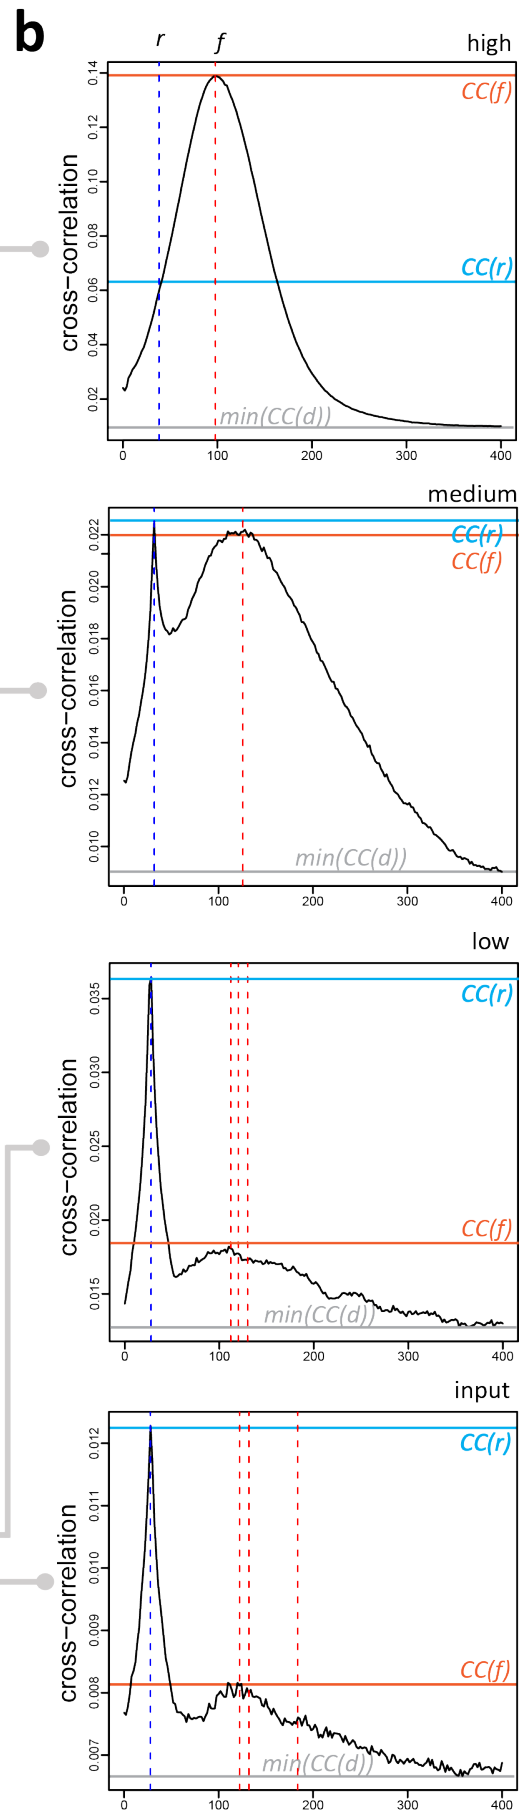 b
r f high
0.14
CC(f)
0.12
0.10
0.08
CC(r)
0.06
0.04
0.02
min(CC(d))
cross−correlation
0 100 200 300 400
medium
0.022
CC(r)
CC(f)
0.020
0.018
0.016
0.014
0.012
0.010
min(CC(d))
cross−correlation
0 100 200 300 400
low
CC(r)
0.035
0.030
0.025
0.020
CC(f)
0.015
min(CC(d))
cross−correlation
0 100 200 300 400
input
0.012
CC(r)
0.011
0.010
0.009
CC(f)
0.008
0.007
min(CC(d))
cross−correlation
0 100 200 300 400